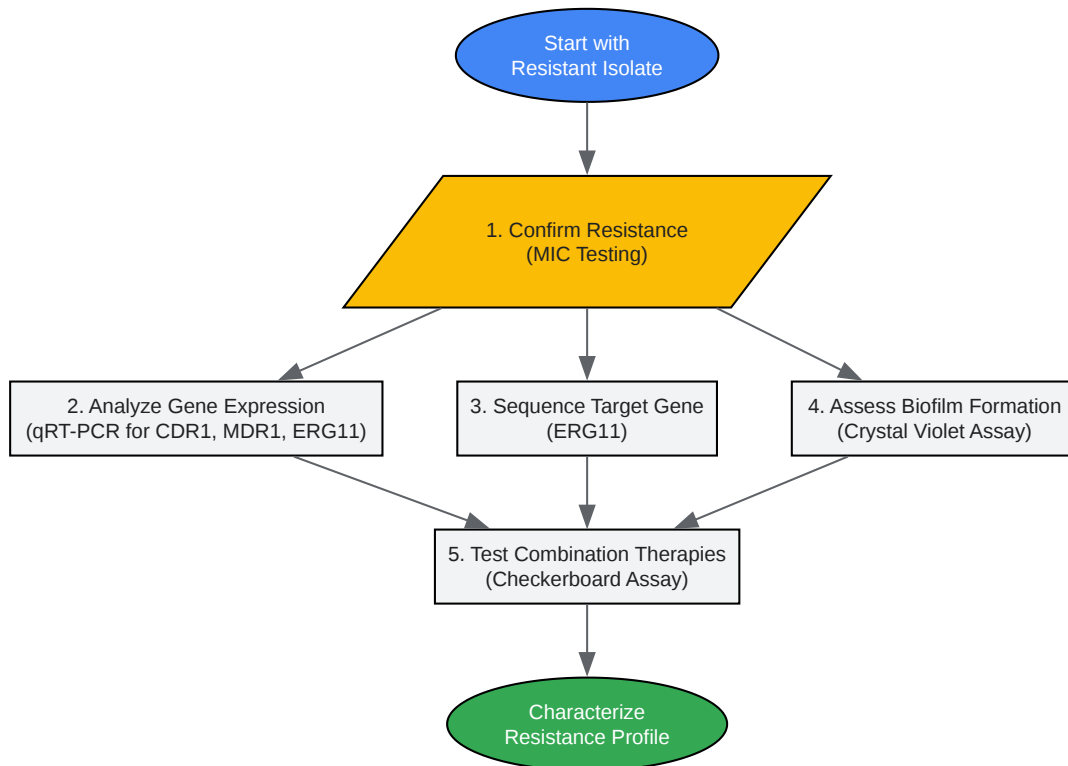 Start with
Resistant Isolate
1. Confirm Resistance
(MIC Testing)
2. Analyze Gene Expression
(qRT-PCR for CDR1, MDR1, ERG11)
3. Sequence Target Gene
(ERG11)
4. Assess Biofilm Formation
(Crystal Violet Assay)
5. Test Combination Therapies
(Checkerboard Assay)
Characterize
Resistance Profile